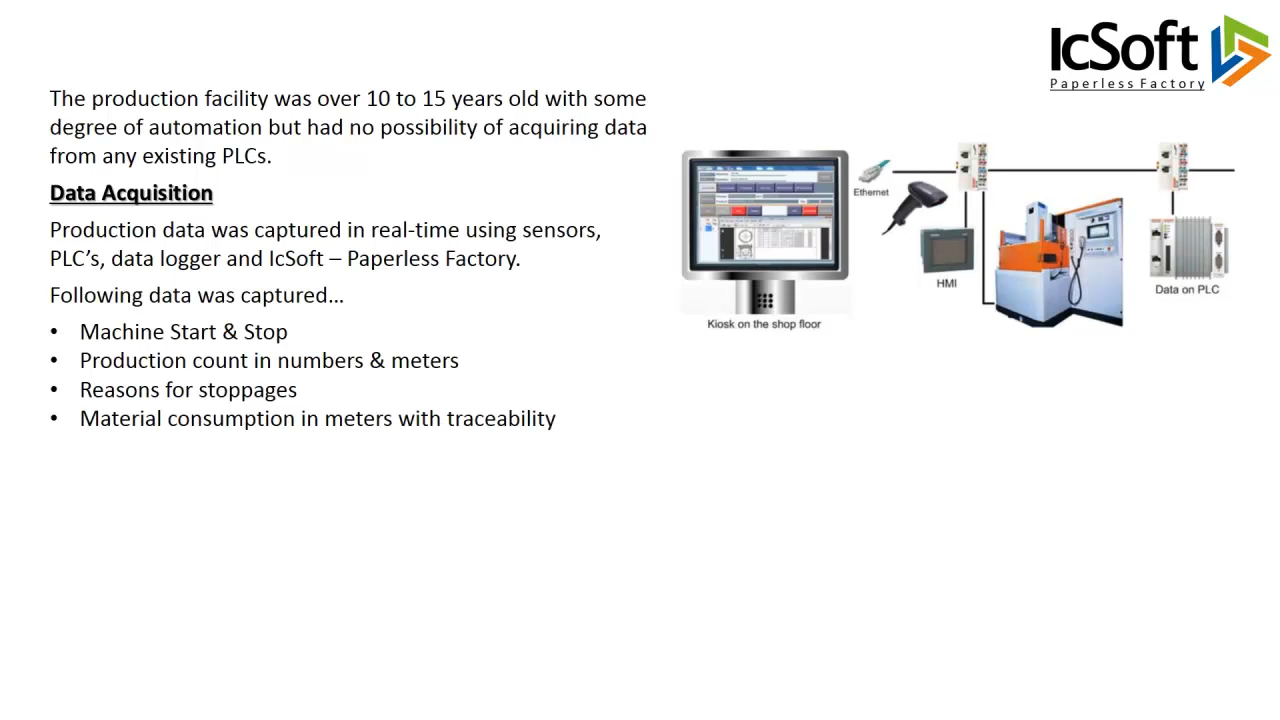 IcSoft
Paperless Factory
The production facility was over 10 to 15 years old with some
degree of automation but had no possibility of acquiring data
from any existing PLCs.
Data Acquisition
Production data was captured in real-time using sensors,
PLC’s, data logger and IcSoft – Paperless Factory.
Following data was captured…
• Machine Start & Stop
• Production count in numbers & meters
• Reasons for stoppages
• Material consumption in meters with traceability
Ethernet
HMI
Data on PLC
Kiosk on the shop floor